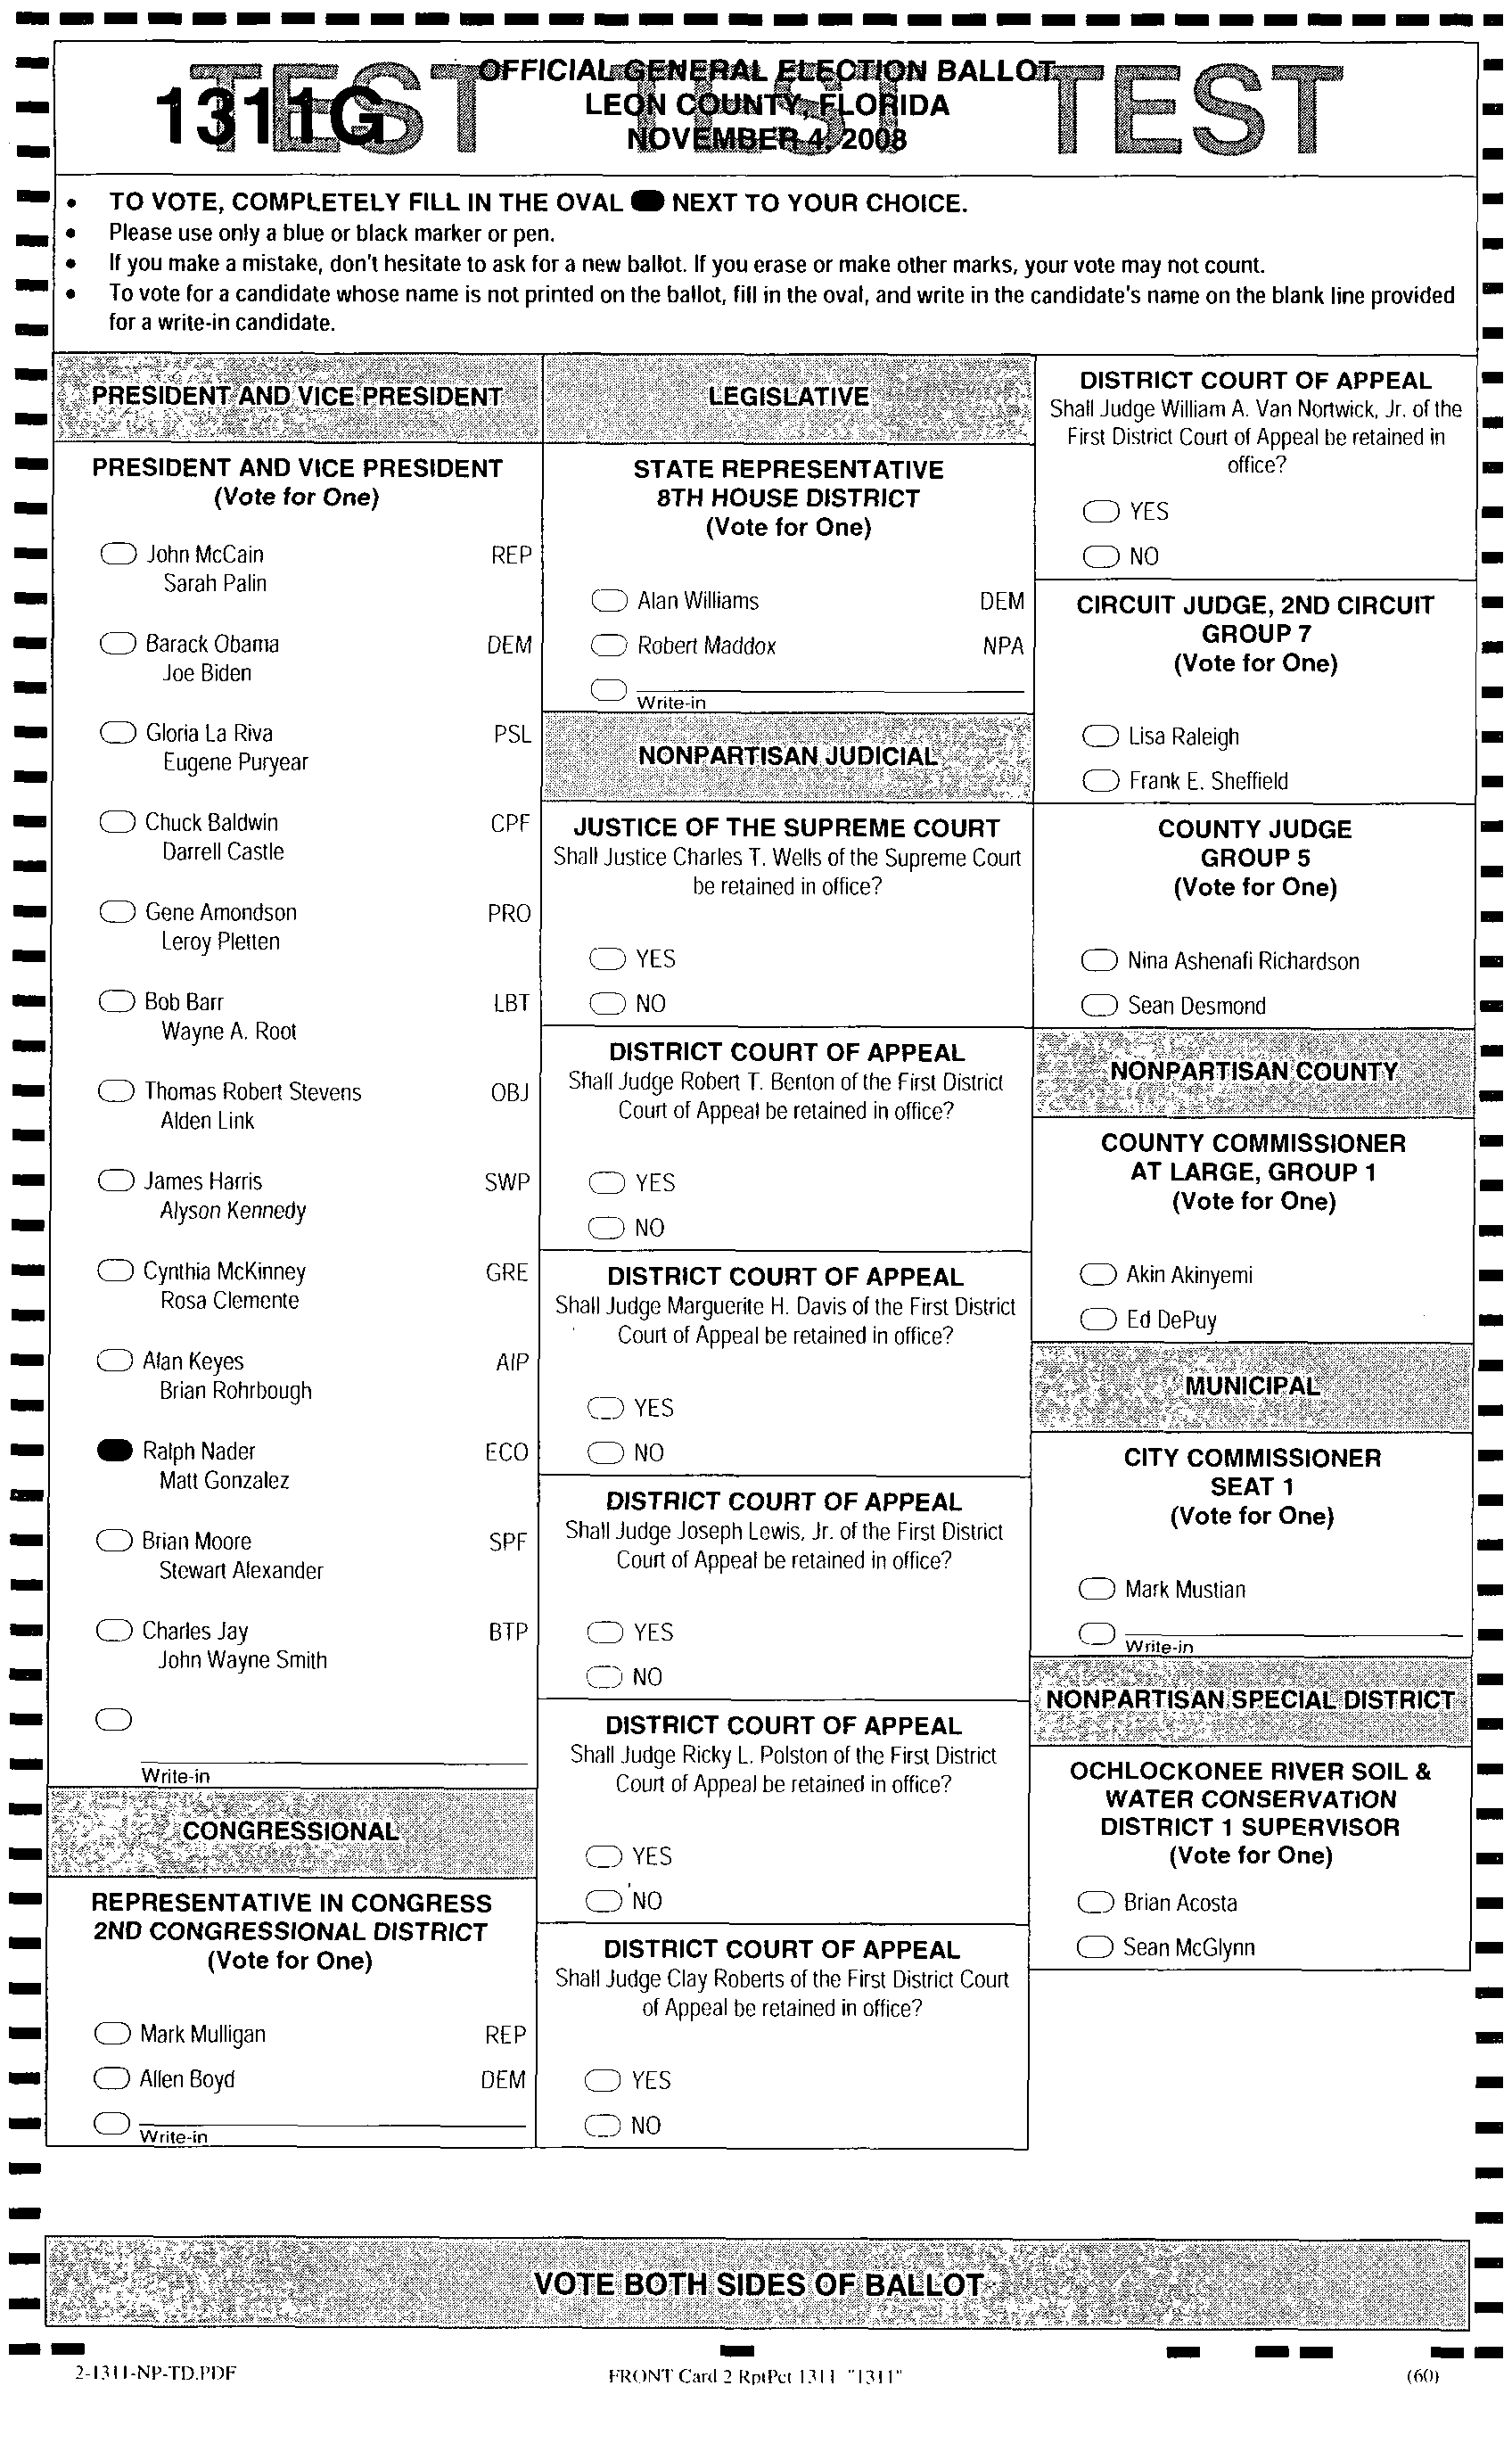 TEST TEST TEST
1311G
OFFICIAL GENERAL ELECTION BALLOT
LEON COUNTY, FLORIDA
NOVEMBER 4, 2008
• TO VOTE, COMPLETELY FILL IN THE OVAL NEXT TO YOUR CHOICE.
• Please use only a blue or black marker or pen.
• If you make a mistake, don't hesitate to ask for a new ballot. If you erase or make other marks, your vote may not count.
• To vote for a candidate whose name is not printed on the ballot, fill in the oval, and write in the candidate's name on the blank line provided
for a write-in candidate.
PRESIDENT AND VICE PRESIDENT
PRESIDENT AND VICE PRESIDENT
(Vote for One)
John McCain REP
Sarah Palin
Barack Obama DEM
Joe Biden
Gloria La Riva PSL
Eugene Puryear
Chuck Baldwin CPF
Darrell Castle
Gene Amondson PRO
Leroy Pletten
Bob Barr LBT
Wayne A. Root
Thomas Robert Stevens OBJ
Alden Link
James Harris SWP
Alyson Kennedy
Cynthia McKinney GRE
Rosa Clemente
Alan Keyes AIP
Brian Rohrbough
Ralph Nader ECO
Matt Gonzalez
Brian Moore SPF
Stewart Alexander
Charles Jay BTP
John Wayne Smith
Write-in
CONGRESSIONAL
REPRESENTATIVE IN CONGRESS
2ND CONGRESSIONAL DISTRICT
(Vote for One)
Mark Mulligan REP
Allen Boyd DEM
Write-in
LEGISLATIVE
STATE REPRESENTATIVE
8TH HOUSE DISTRICT
(Vote for One)
Alan Williams DEM
Robert Maddox NPA
Write-in
NONPARTISAN JUDICIAL
JUSTICE OF THE SUPREME COURT
Shall Justice Charles T. Wells of the Supreme Court
be retained in office?
YES
NO
DISTRICT COURT OF APPEAL
Shall Judge Robert T. Benton of the First District
Court of Appeal be retained in office?
YES
NO
DISTRICT COURT OF APPEAL
Shall Judge Marguerite H. Davis of the First District
Court of Appeal be retained in office?
YES
NO
DISTRICT COURT OF APPEAL
Shall Judge Joseph Lewis, Jr. of the First District
Court of Appeal be retained in office?
YES
NO
DISTRICT COURT OF APPEAL
Shall Judge Ricky L. Polston of the First District
Court of Appeal be retained in office?
YES
NO
DISTRICT COURT OF APPEAL
Shall Judge Clay Roberts of the First District Court
of Appeal be retained in office?
YES
NO
DISTRICT COURT OF APPEAL
Shall Judge William A. Van Nortwick, Jr. of the
First District Court of Appeal be retained in
office?
YES
NO
CIRCUIT JUDGE, 2ND CIRCUIT
GROUP 7
(Vote for One)
Lisa Raleigh
Frank E. Sheffield
COUNTY JUDGE
GROUP 5
(Vote for One)
Nina Ashenafi Richardson
Sean Desmond
NONPARTISAN COUNTY
COUNTY COMMISSIONER
AT LARGE, GROUP 1
(Vote for One)
Akin Akinyemi
Ed DePuy
MUNICIPAL
CITY COMMISSIONER
SEAT 1
(Vote for One)
Mark Mustian
Write-in
NONPARTISAN SPECIAL DISTRICT
OCHLOCKONEE RIVER SOIL &
WATER CONSERVATION
DISTRICT 1 SUPERVISOR
(Vote for One)
Brian Acosta
Sean McGlynn
VOTE BOTH SIDES OF BALLOT
2-1311-NP-TD.PDF FRONT Card 2 RptPct 1311 "1311" (60)